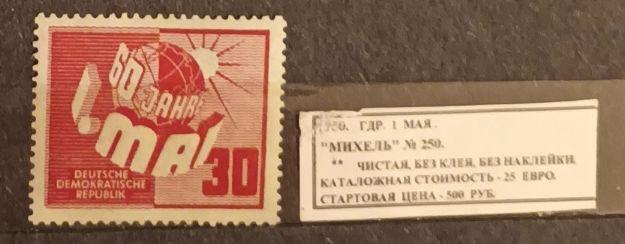 60 JAHRE
1. MAI
DEUTSCHE
DEMOKRATISCHE
REPUBLIK
30
1950. ГДР. 1 МАЯ.
"МИХЕЛЬ" № 250.
** ЧИСТАЯ, БЕЗ КЛЕЯ, БЕЗ НАКЛЕЙКИ,
КАТАЛОЖНАЯ СТОИМОСТЬ - 25 ЕВРО.
СТАРТОВАЯ ЦЕНА - 500 РУБ.